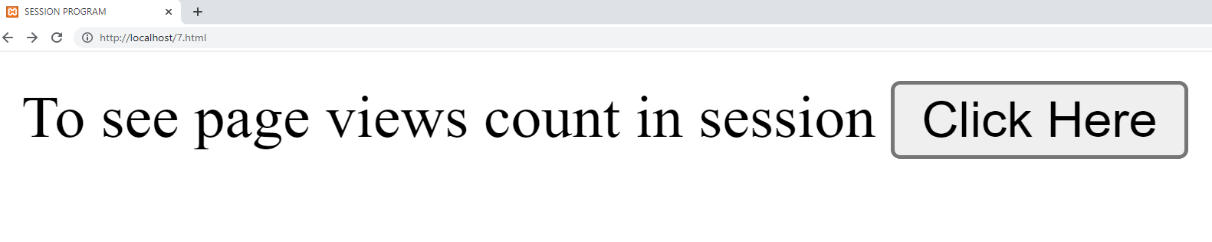 SESSION PROGRAM
http://localhost/7.html
To see page views count in session Click Here